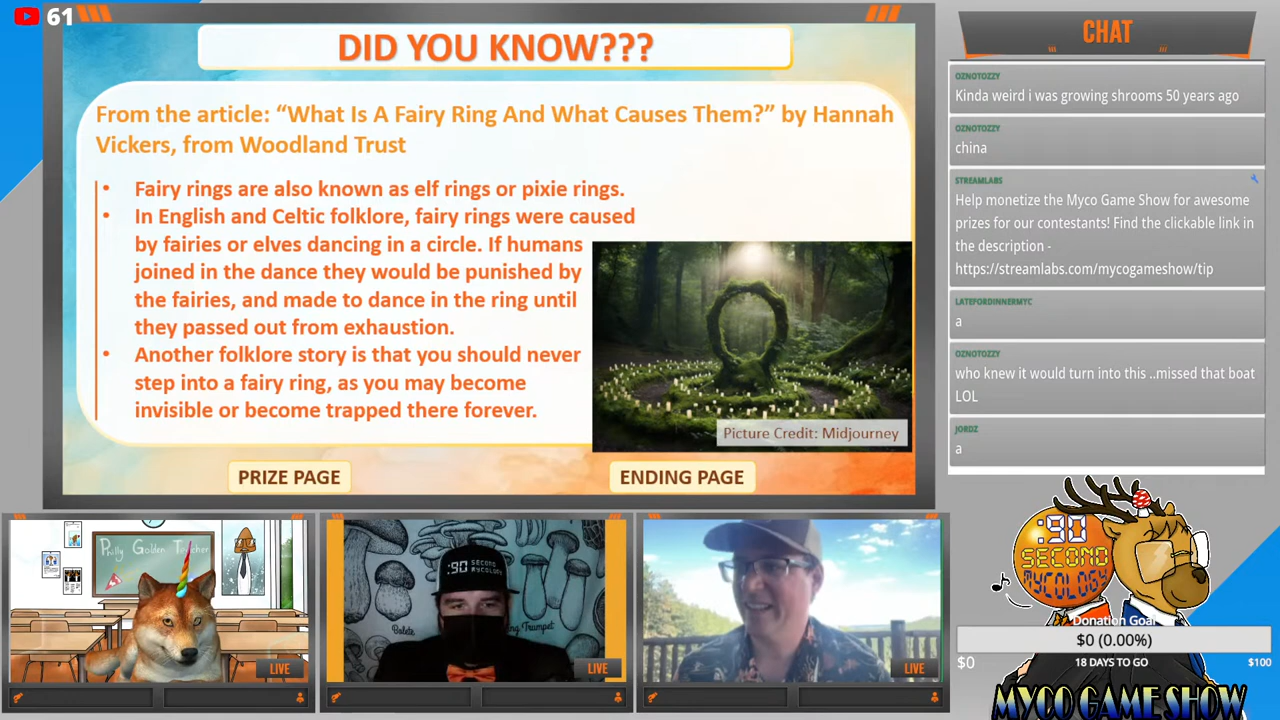 61
DID YOU KNOW???
From the article: “What Is A Fairy Ring And What Causes Them?” by Hannah
Vickers, from Woodland Trust
• Fairy rings are also known as elf rings or pixie rings.
• In English and Celtic folklore, fairy rings were caused
by fairies or elves dancing in a circle. If humans
joined in the dance they would be punished by
the fairies, and made to dance in the ring until
they passed out from exhaustion.
• Another folklore story is that you should never
step into a fairy ring, as you may become
invisible or become trapped there forever.
Picture Credit: Midjourney
PRIZE PAGE
ENDING PAGE
CHAT
OZNOTOZZY
Kinda weird i was growing shrooms 50 years ago
OZNOTOZZY
china
STREAMLABS
Help monetize the Myco Game Show for awesome
prizes for our contestants! Find the clickable link in
the description -
https://streamlabs.com/mycogameshow/tip
LATEFORDINNERMYC
a
OZNOTOZZY
who knew it would turn into this ..missed that boat
LOL
JORDZ
a
Philly Golden Teacher
LIVE
:90 SECOND
MYCOLOGY
Bolete
Trumpet
LIVE
LIVE
:90
SECOND
MYCOLOGY
Donation Goal
$0 (0.00%)
$0
18 DAYS TO GO
$100
MYCO GAME SHOW